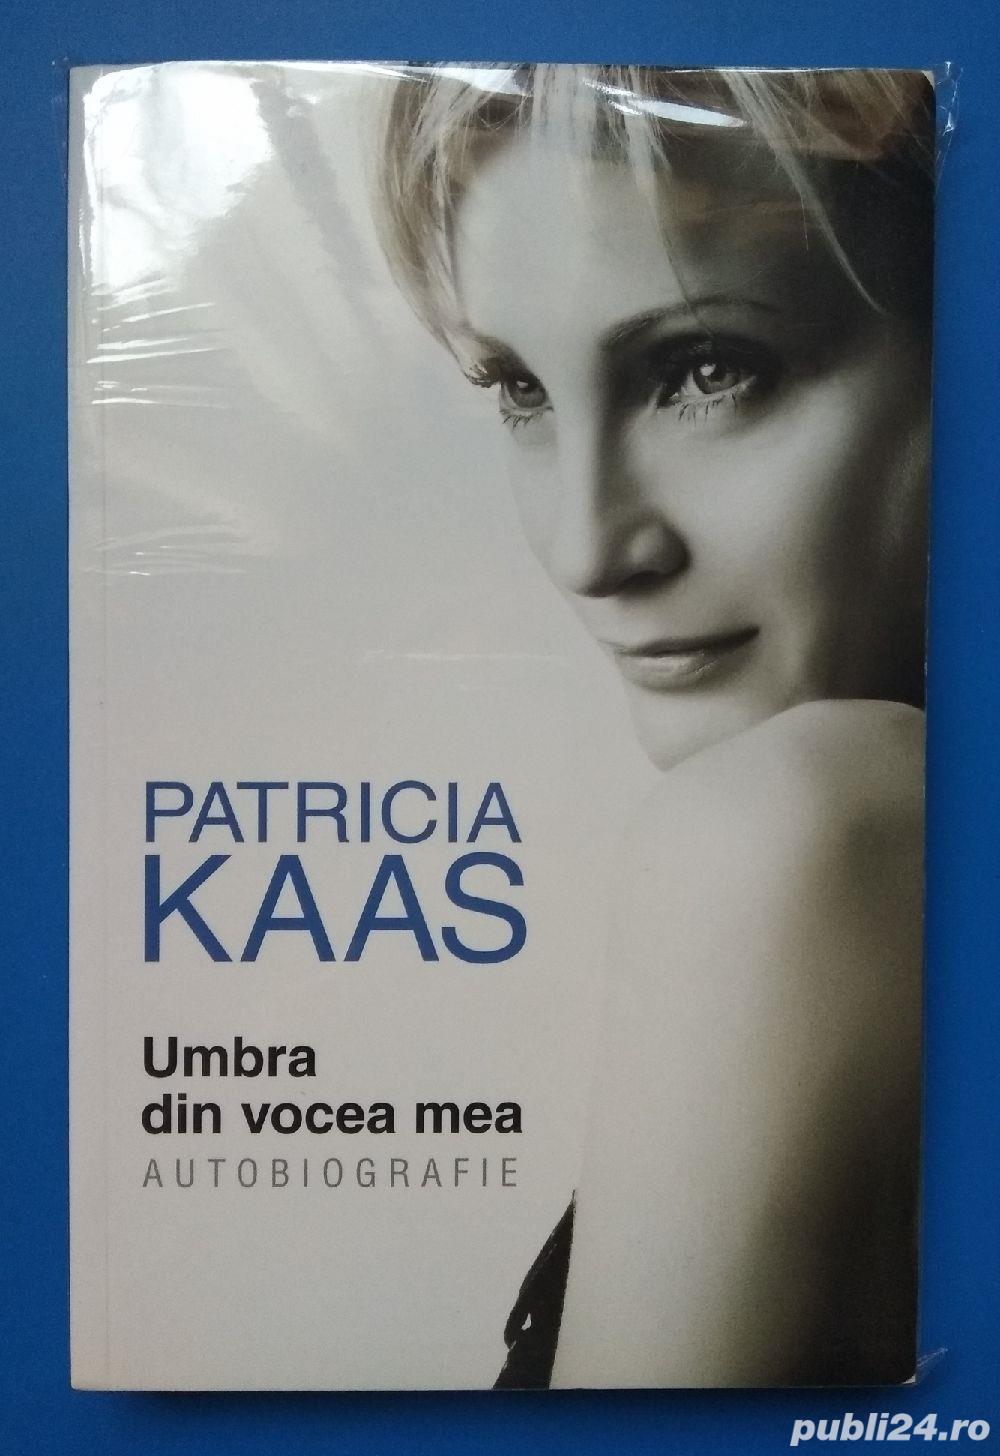 PATRICIA
KAAS
Umbra
din vocea mea
AUTOBIOGRAFIE
publi24.ro